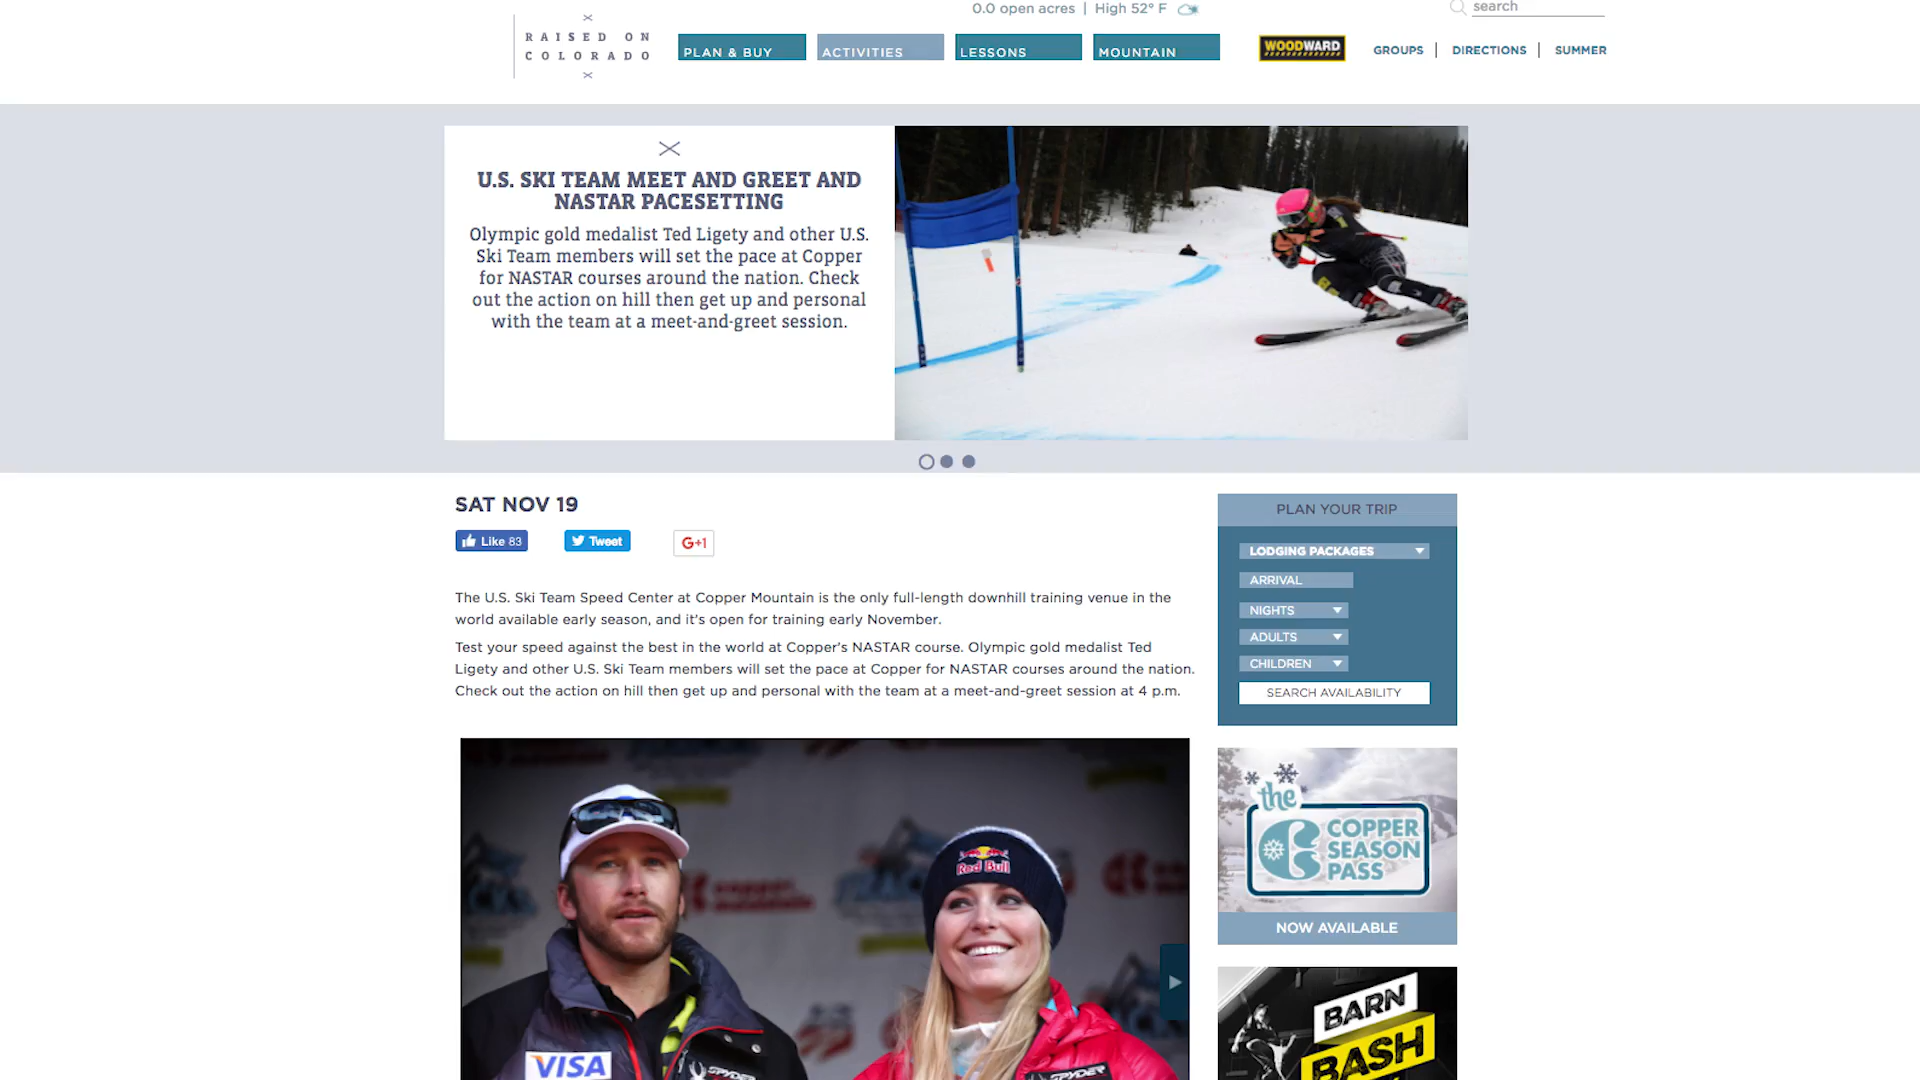 0.0 open acres | High 52° F
search
RAISED ON
COLORADO
PLAN & BUY
ACTIVITIES
LESSONS
MOUNTAIN
WOODWARD
GROUPS
DIRECTIONS
SUMMER
U.S. SKI TEAM MEET AND GREET AND
NASTAR PACESETTING
Olympic gold medalist Ted Ligety and other U.S.
Ski Team members will set the pace at Copper
for NASTAR courses around the nation. Check
out the action on hill then get up and personal
with the team at a meet-and-greet session.
SAT NOV 19
Like 83
Tweet
G+1
The U.S. Ski Team Speed Center at Copper Mountain is the only full-length downhill training venue in the
world available early season, and it's open for training early November.
Test your speed against the best in the world at Copper's NASTAR course. Olympic gold medalist Ted
Ligety and other U.S. Ski Team members will set the pace at Copper for NASTAR courses around the nation.
Check out the action on hill then get up and personal with the team at a meet-and-greet session at 4 p.m.
copper
mountain
Red Bull
VISA
SPYDER
SPYDER
PLAN YOUR TRIP
LODGING PACKAGES
ARRIVAL
NIGHTS
ADULTS
CHILDREN
SEARCH AVAILABILITY
the
COPPER
SEASON
PASS
NOW AVAILABLE
BARN
BASH